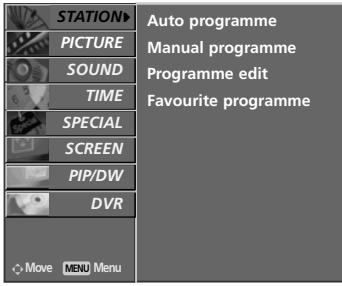 STATION
PICTURE
SOUND
TIME
SPECIAL
SCREEN
PIP/DW
DVR
Move MENU Menu
Auto programme
Manual programme
Programme edit
Favourite programme